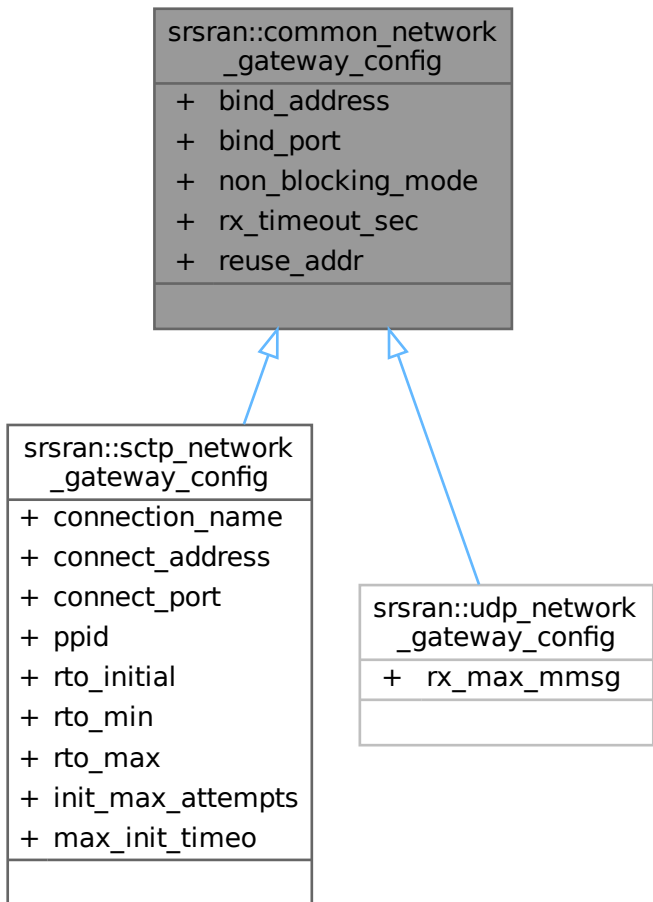 srsran::common_network
_gateway_config
+ bind_address
+ bind_port
+ non_blocking_mode
+ rx_timeout_sec
+ reuse_addr
srsran::sctp_network
_gateway_config
+ connection_name
+ connect_address
+ connect_port
+ ppid
+ rto_initial
+ rto_min
+ rto_max
+ init_max_attempts
+ max_init_timeo
srsran::udp_network
_gateway_config
+ rx_max_mmsg